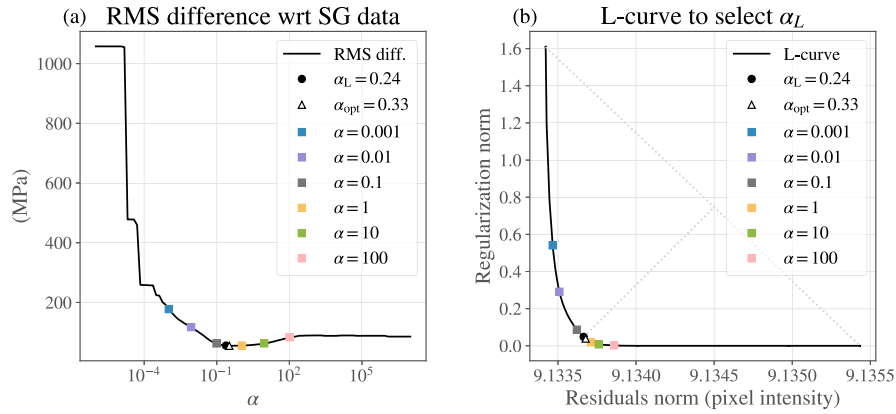 (a) RMS difference wrt SG data
1000
800
600
400
200
(MPa)
10⁻⁴
10⁻¹
10²
10⁵
α
RMS diff.
α_L = 0.24
α_opt = 0.33
α = 0.001
α = 0.01
α = 0.1
α = 1
α = 10
α = 100
(b) L-curve to select α_L
1.6
1.4
1.2
1.0
0.8
0.6
0.4
0.2
0.0
Regularization norm
9.1335
9.1340
9.1345
9.1350
9.1355
Residuals norm (pixel intensity)
L-curve
α_L = 0.24
α_opt = 0.33
α = 0.001
α = 0.01
α = 0.1
α = 1
α = 10
α = 100